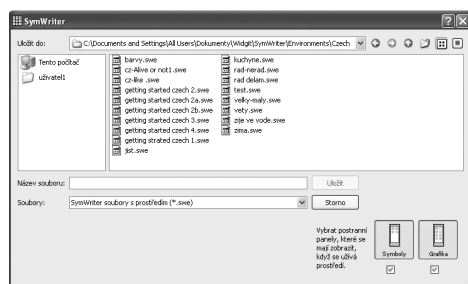 SymWriter
Uložit do: C:\Documents and Settings\All Users\Dokumenty\Widgit\SymWriter\Environments\Czech
Tento počítač
uživatel1
barvy.swe
cz-Alive or not1.swe
cz-like .swe
getting started czech 2.swe
getting started czech 2a.swe
getting started czech 2b.swe
getting started czech 3.swe
getting started czech 4.swe
getting strated czech 1.swe
jist.swe
kuchyne.swe
rad-nerad.swe
rad delam.swe
test.swe
velky-maly.swe
vety.swe
zije ve vode.swe
zima.swe
Název souboru:
Uložit
Soubory: SymWriter soubory s prostředím (*.swe)
Storno
Vybrat postranní
panely, které se
mají zobrazit,
když se užívá
prostředí.
Symboly
Grafika